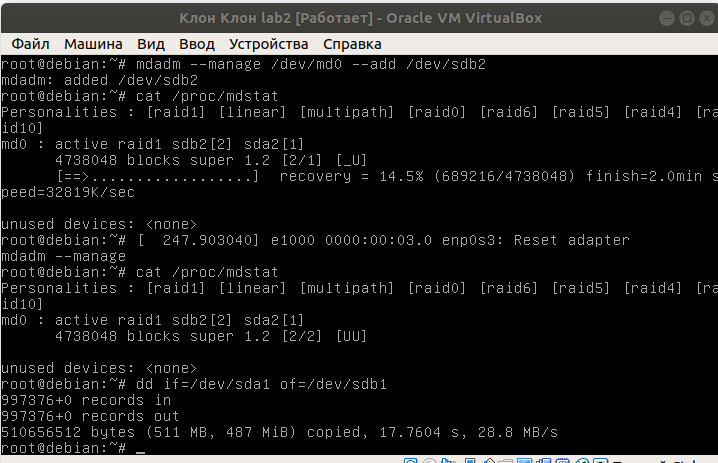 Клон Клон lab2 [Работает] - Oracle VM VirtualBox
Файл Машина Вид Ввод Устройства Справка
root@debian:~# mdadm --manage /dev/md0 --add /dev/sdb2
mdadm: added /dev/sdb2
root@debian:~# cat /proc/mdstat
Personalities : [raid1] [linear] [multipath] [raid0] [raid6] [raid5] [raid4] [ra
id10]
md0 : active raid1 sdb2[2] sda2[1]
      4738048 blocks super 1.2 [2/1] [_U]
      [==>..................]  recovery = 14.5% (689216/4738048) finish=2.0min s
peed=32819K/sec

unused devices: <none>
root@debian:~# [  247.903040] e1000 0000:00:03.0 enp0s3: Reset adapter
mdadm --manage
root@debian:~# cat /proc/mdstat
Personalities : [raid1] [linear] [multipath] [raid0] [raid6] [raid5] [raid4] [ra
id10]
md0 : active raid1 sdb2[2] sda2[1]
      4738048 blocks super 1.2 [2/2] [UU]

unused devices: <none>
root@debian:~# dd if=/dev/sda1 of=/dev/sdb1
997376+0 records in
997376+0 records out
510656512 bytes (511 MB, 487 MiB) copied, 17.7604 s, 28.8 MB/s
root@debian:~# _